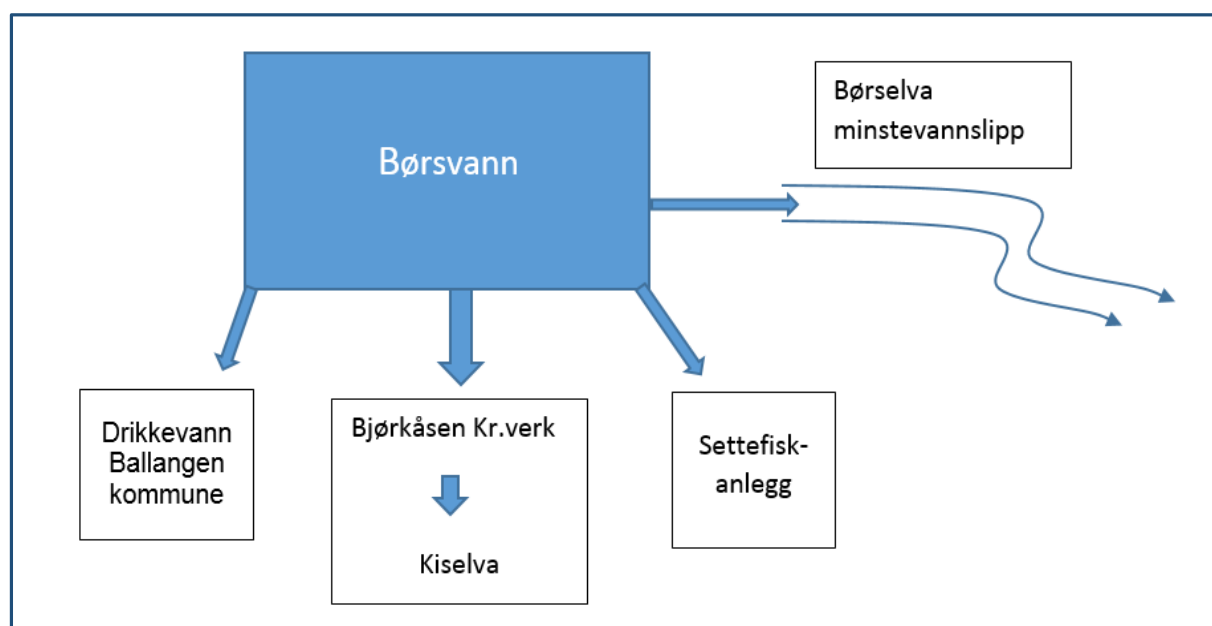 Børsvann
Børselva
minstevannslipp
Drikkevann
Ballangen
kommune
Bjørkåsen Kr.verk
Kiselva
Settefisk-
anlegg